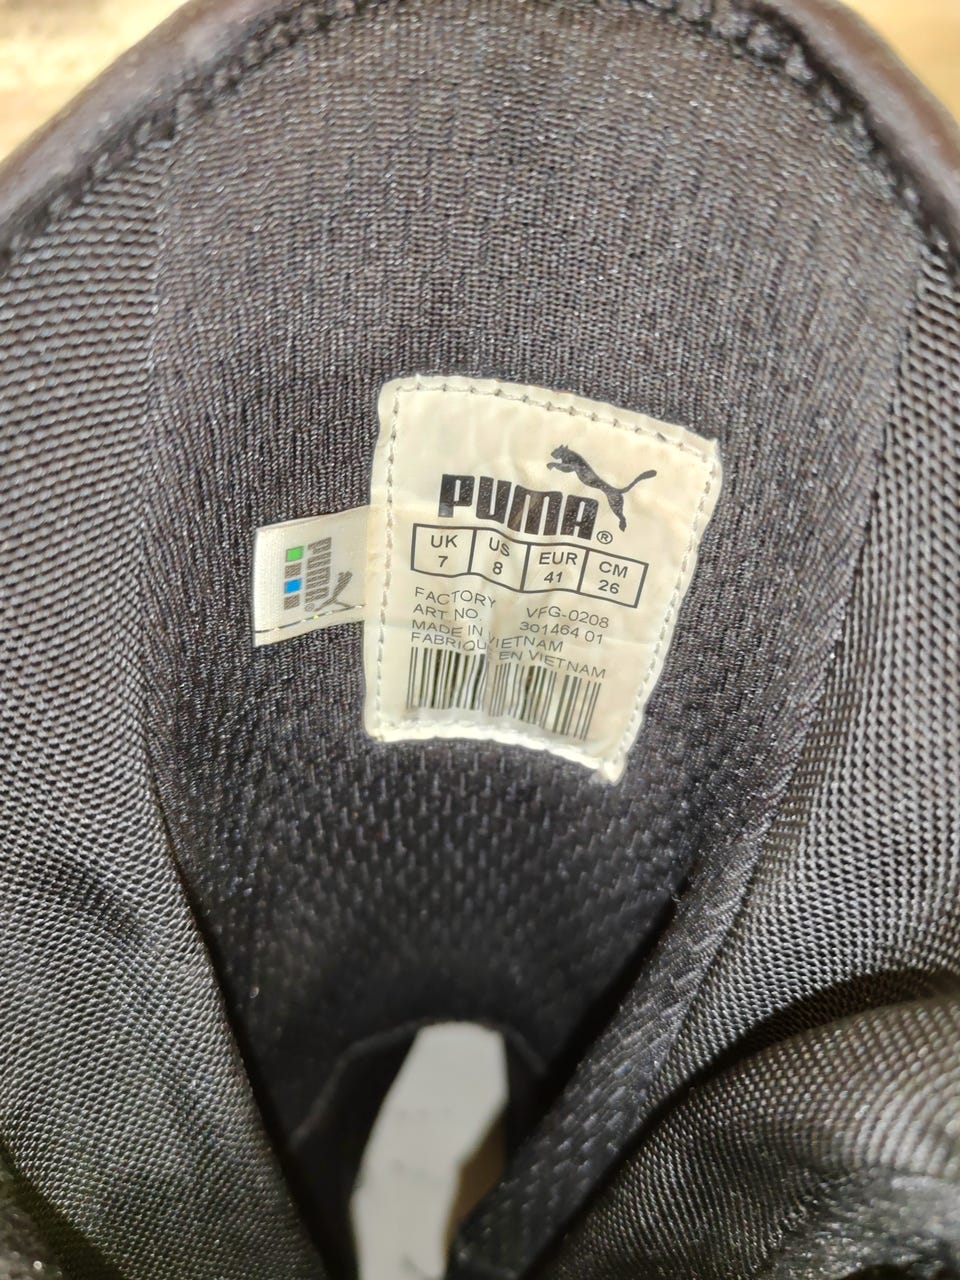 PUMA®
UK US EUR CM
7 8 41 26
FACTORY VFG-0208
ART NO. 301464 01
MADE IN VIETNAM
FABRIQU EN VIETNAM
PUMA